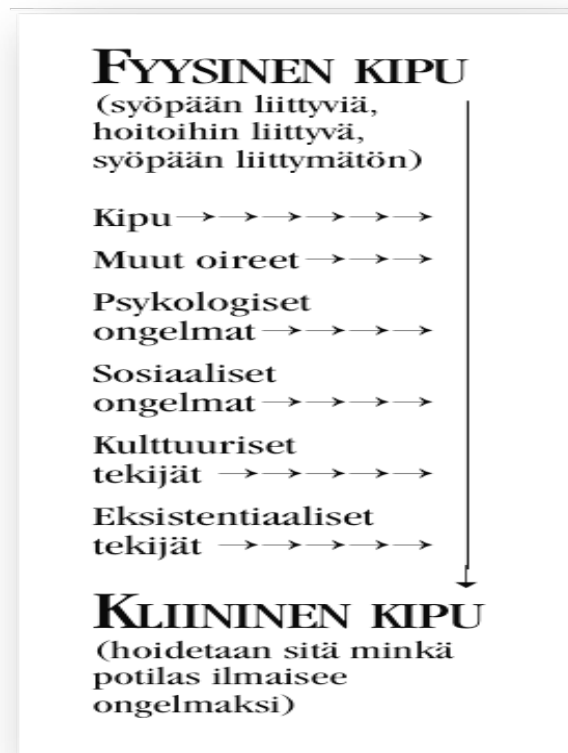 FYYSINEN KIPU
(syöpään liittyviä,
hoitoihin liittyvä,
syöpään liittymätön)
Kipu
Muut oireet
Psykologiset
ongelmat
Sosiaaliset
ongelmat
Kulttuuriset
tekijät
Eksistentiaaliset
tekijät
KLIININEN KIPU
(hoidetaan sitä minkä
potilas ilmaisee
ongelmaksi)